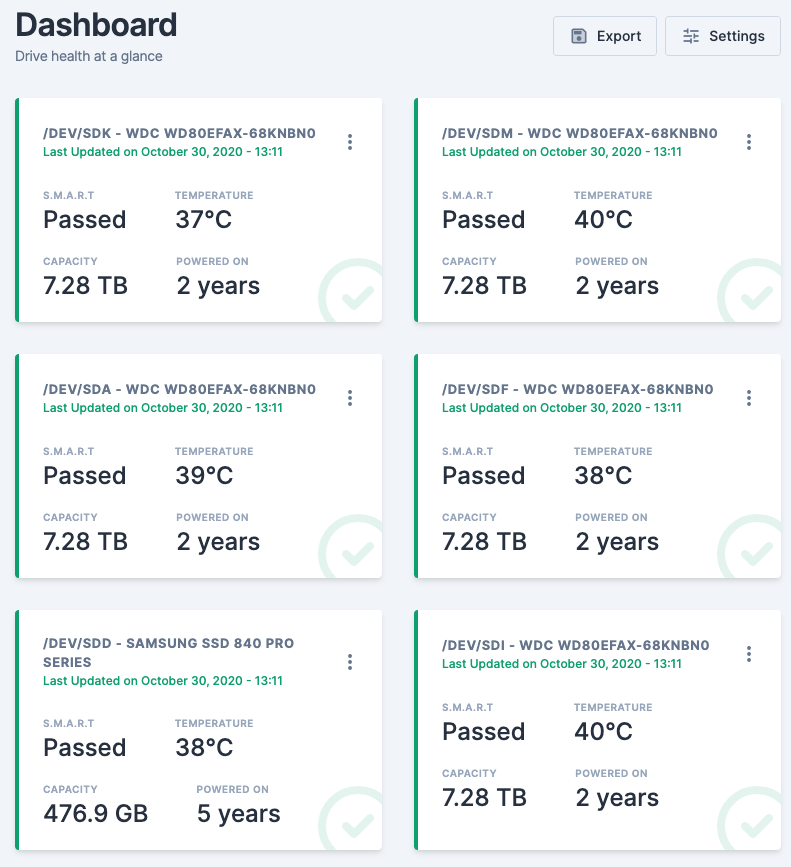 Dashboard
Drive health at a glance
Export
Settings
/DEV/SDK - WDC WD80EFAX-68KNBN0
Last Updated on October 30, 2020 - 13:11
S.M.A.R.T TEMPERATURE
Passed 37°C
CAPACITY POWERED ON
7.28 TB 2 years
/DEV/SDM - WDC WD80EFAX-68KNBN0
Last Updated on October 30, 2020 - 13:11
S.M.A.R.T TEMPERATURE
Passed 40°C
CAPACITY POWERED ON
7.28 TB 2 years
/DEV/SDA - WDC WD80EFAX-68KNBN0
Last Updated on October 30, 2020 - 13:11
S.M.A.R.T TEMPERATURE
Passed 39°C
CAPACITY POWERED ON
7.28 TB 2 years
/DEV/SDF - WDC WD80EFAX-68KNBN0
Last Updated on October 30, 2020 - 13:11
S.M.A.R.T TEMPERATURE
Passed 38°C
CAPACITY POWERED ON
7.28 TB 2 years
/DEV/SDD - SAMSUNG SSD 840 PRO
SERIES
Last Updated on October 30, 2020 - 13:11
S.M.A.R.T TEMPERATURE
Passed 38°C
CAPACITY POWERED ON
476.9 GB 5 years
/DEV/SDI - WDC WD80EFAX-68KNBN0
Last Updated on October 30, 2020 - 13:11
S.M.A.R.T TEMPERATURE
Passed 40°C
CAPACITY POWERED ON
7.28 TB 2 years